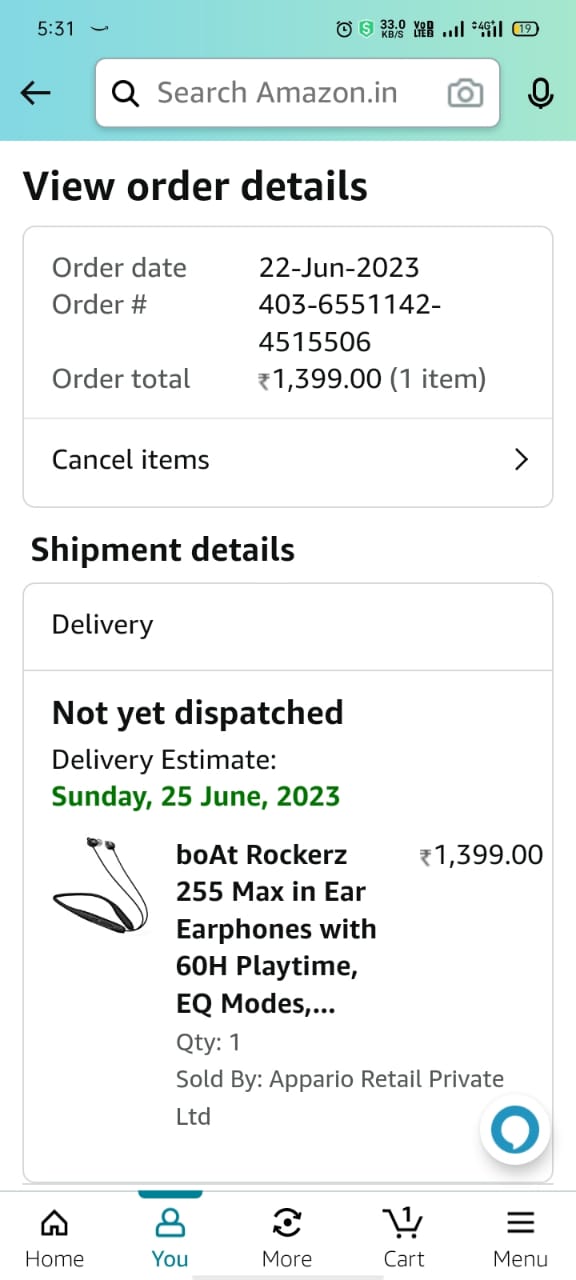 5:31
33.0 KB/S VoD LTEB 4G+ 19
Search Amazon.in
View order details
Order date 22-Jun-2023
Order # 403-6551142-
4515506
Order total ₹1,399.00 (1 item)
Cancel items
Shipment details
Delivery
Not yet dispatched
Delivery Estimate:
Sunday, 25 June, 2023
boAt Rockerz ₹1,399.00
255 Max in Ear
Earphones with
60H Playtime,
EQ Modes,...
Qty: 1
Sold By: Appario Retail Private
Ltd
1
Home You More Cart Menu